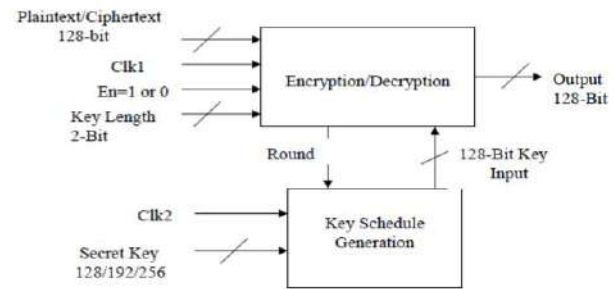 Plaintext/Ciphertext
128-bit
Clk1
En=1 or 0
Key Length
2-Bit
Encryption/Decryption
Output
128-Bit
Round
128-Bit Key
Input
Clk2
Secret Key
128/192/256
Key Schedule
Generation